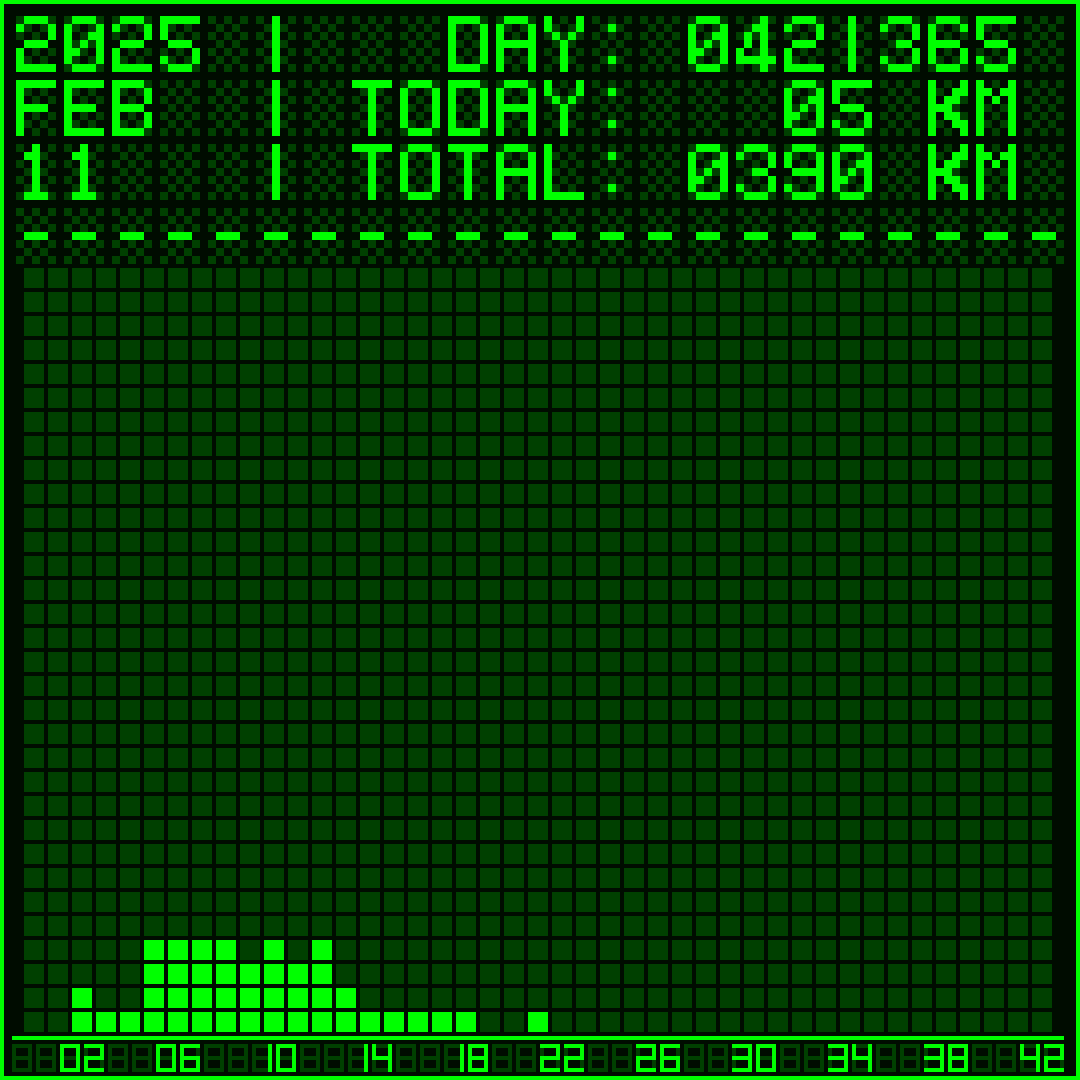 2025 | DAY: 042|365
FEB | TODAY: 05 KM
11 | TOTAL: 0390 KM
- - - - - - - - - - - - - - - - - - - - - -
02 06 10 14 18 22 26 30 34 38 42